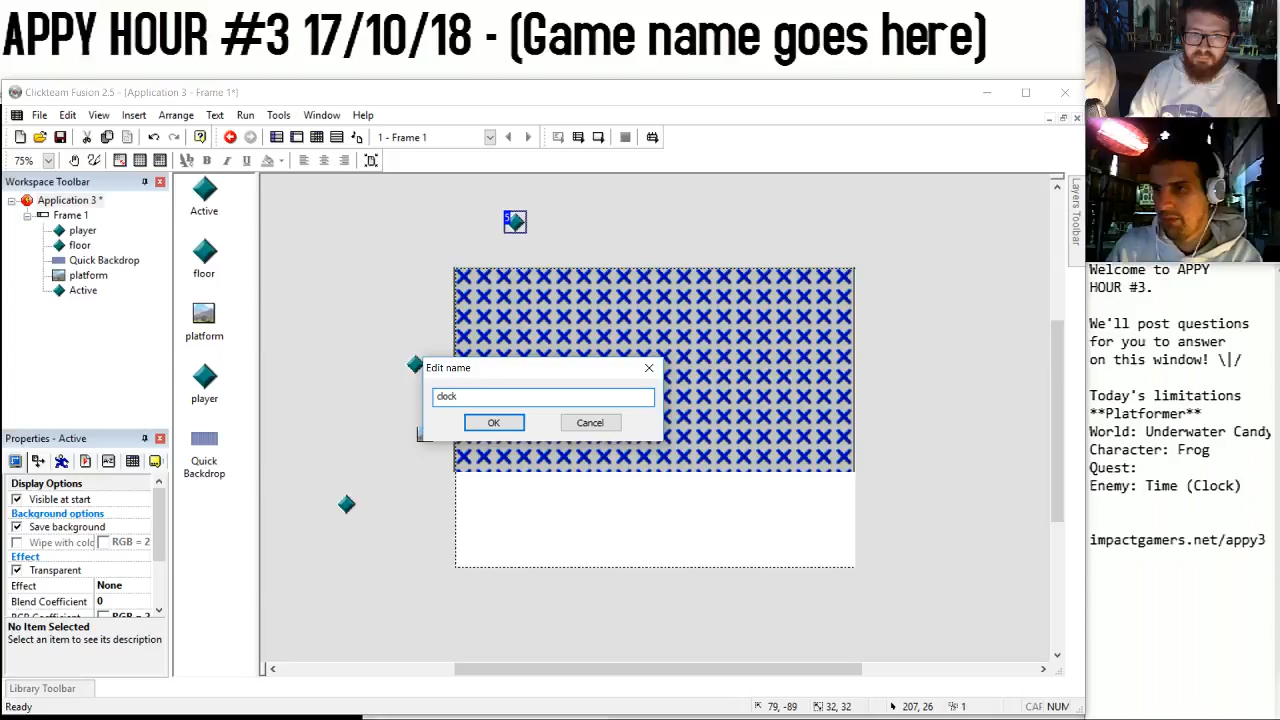 APPY HOUR #3 17/10/18 - (Game name goes here)
Clickteam Fusion 2.5 - [Application 3 - Frame 1*]
File Edit View Insert Arrange Text Run Tools Window Help
1 - Frame 1
75%
B I U
Workspace Toolbar
Application 3 *
Frame 1
player
floor
Quick Backdrop
platform
Active
Active
floor
platform
player
Quick
Backdrop
5
Edit name
clock
OK Cancel
Layers Toolbar
Properties - Active
Display Options
Visible at start
Background options
Save background
Wipe with colo RGB = 2
Effect
Transparent
Effect None
Blend Coefficient 0
RGB Coefficient RGB = 2
No Item Selected
Select an item to see its description
Library Toolbar
Ready
79, -89 32, 32 207, 26 1 CAF NUM
Welcome to APPY
HOUR #3.
We'll post questions
for you to answer
on this window! \|/
Today's limitations
**Platformer**
World: Underwater Candy
Character: Frog
Quest:
Enemy: Time (Clock)
impactgamers.net/appy3